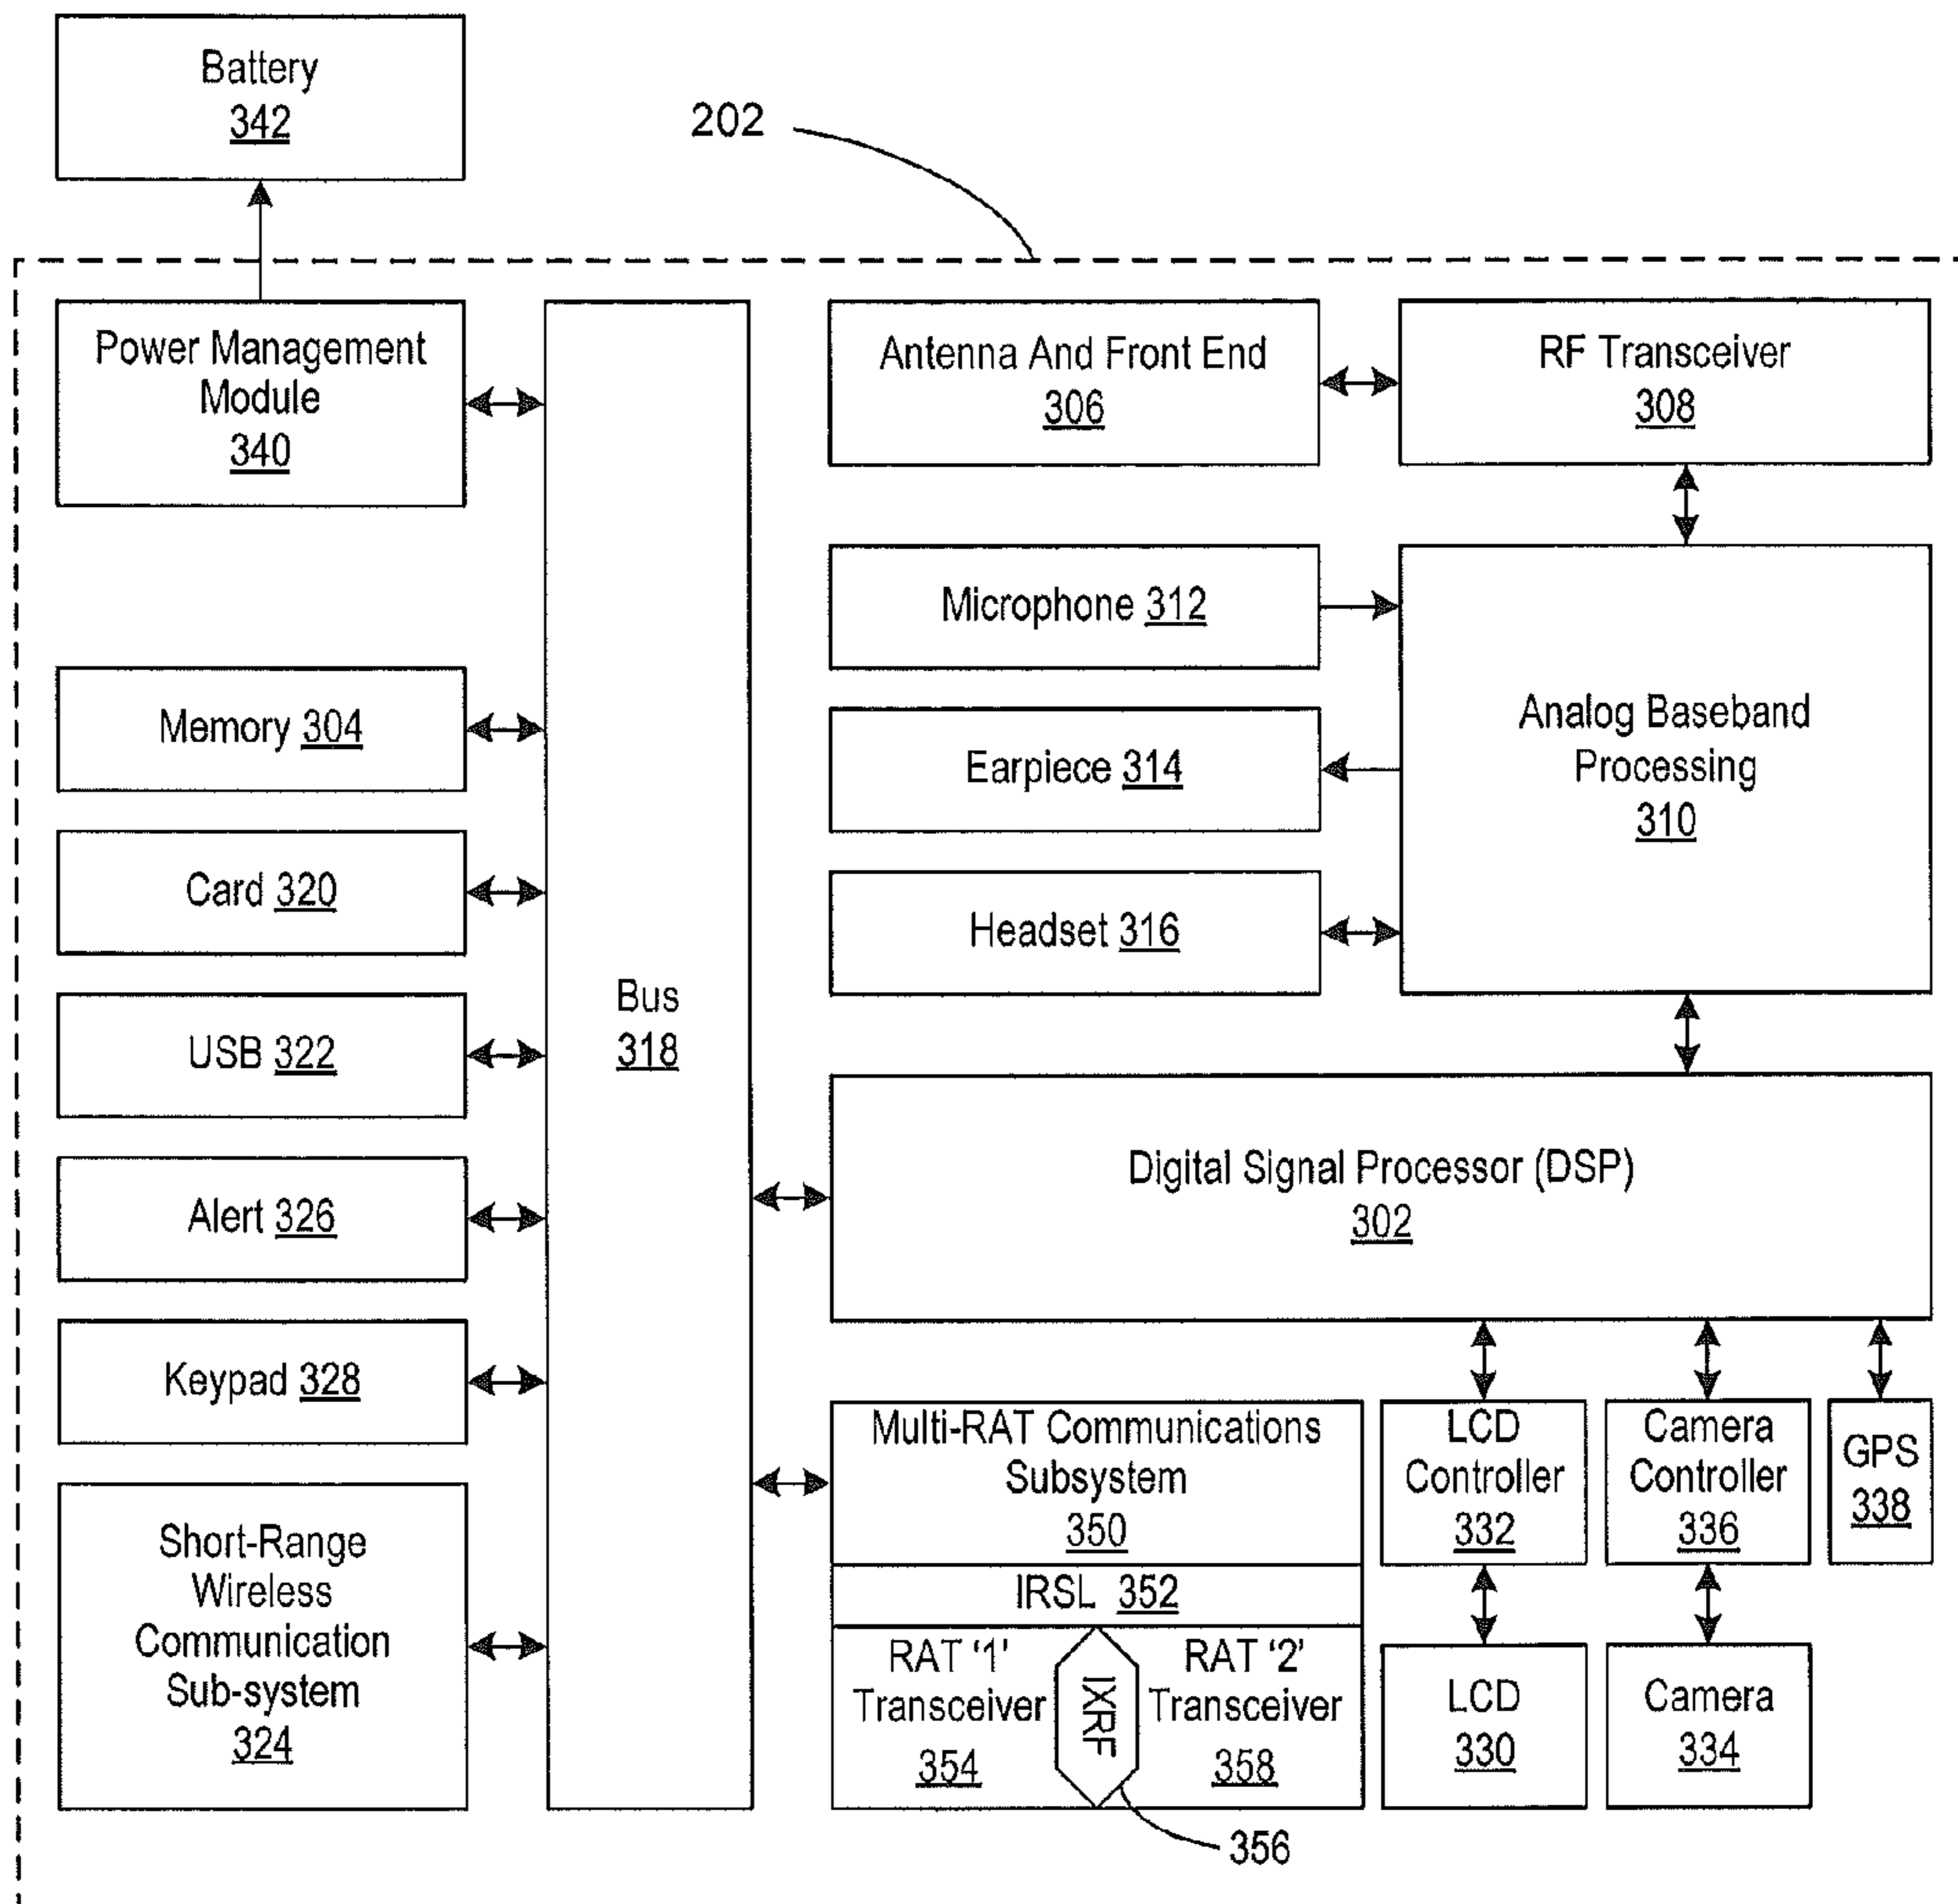 Battery
342
202
Power Management
Module
340
Antenna And Front End
306
RF Transceiver
308
Microphone 312
Memory 304
Earpiece 314
Analog Baseband
Processing
310
Card 320
Headset 316
Bus
318
USB 322
Alert 326
Digital Signal Processor (DSP)
302
Keypad 328
Multi-RAT Communications
Subsystem
350
LCD
Controller
332
Camera
Controller
336
GPS
338
Short-Range
Wireless
Communication
Sub-system
324
IRSL 352
RAT ‘1’
Transceiver
354
IXRF
RAT ‘2’
Transceiver
358
LCD
330
Camera
334
356